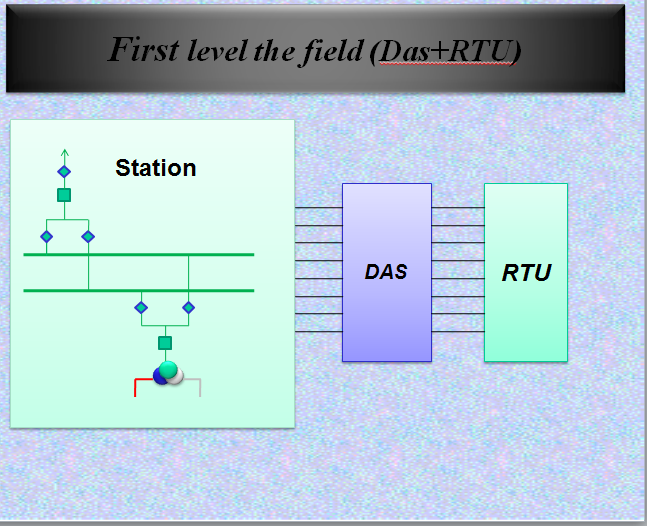 First level the field (Das+RTU)
Station
DAS
RTU